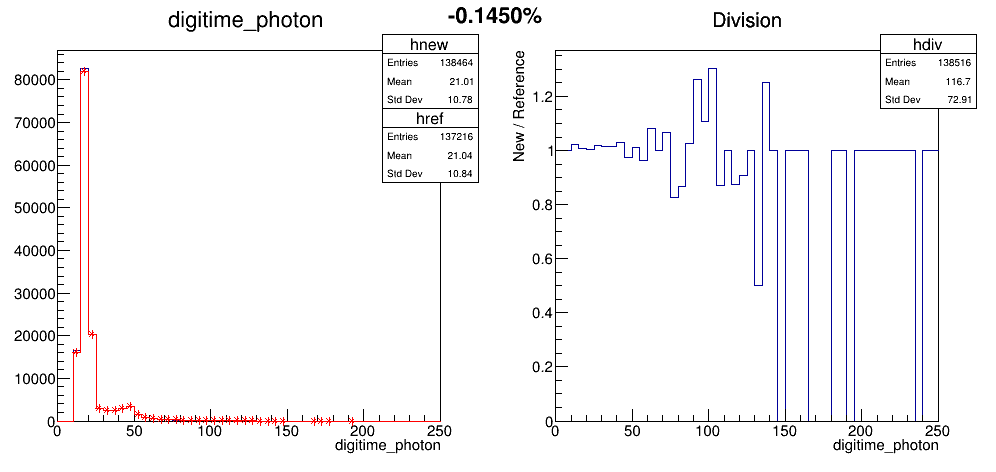 -0.1450%
digitime_photon
hnew
Entries 138464
Mean 21.01
Std Dev 10.78
href
Entries 137216
Mean 21.04
Std Dev 10.84
80000
70000
60000
50000
40000
30000
20000
10000
0
0 50 100 150 200 250
digitime_photon
Division
hdiv
Entries 138516
Mean 116.7
Std Dev 72.91
New / Reference
1.2
1
0.8
0.6
0.4
0.2
0
0 50 100 150 200 250
digitime_photon